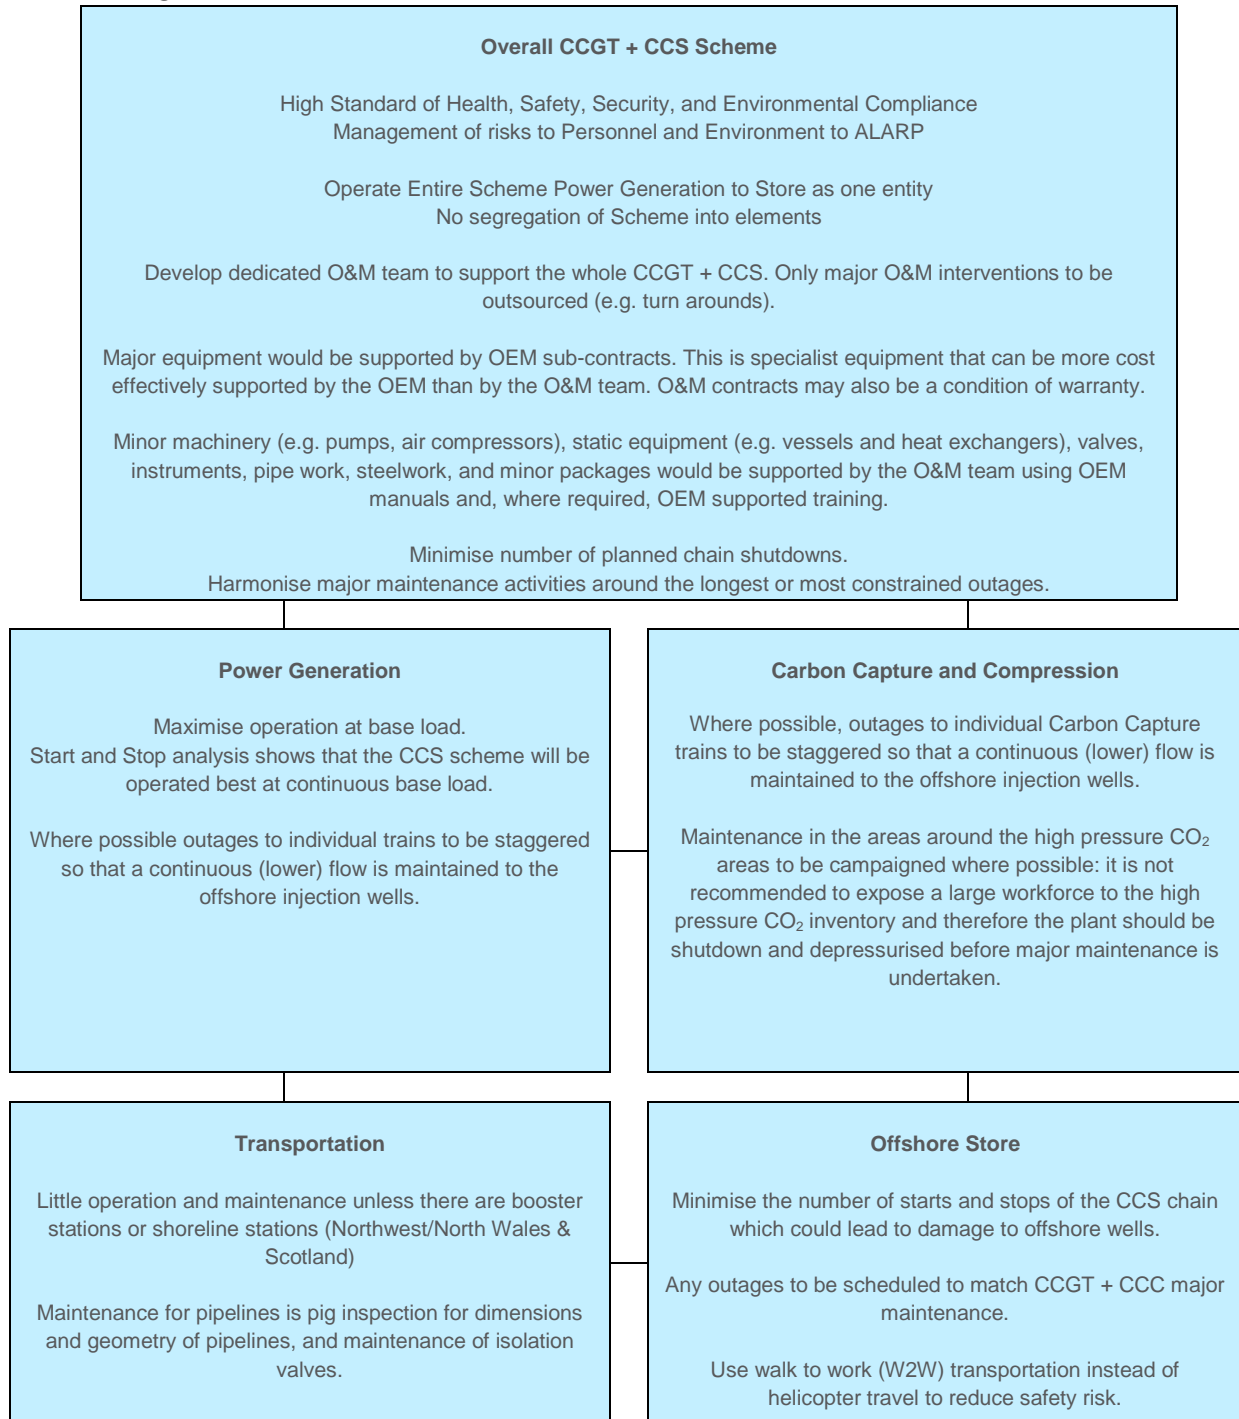 Overall CCGT + CCS Scheme
High Standard of Health, Safety, Security, and Environmental Compliance
Management of risks to Personnel and Environment to ALARP
Operate Entire Scheme Power Generation to Store as one entity
No segregation of Scheme into elements
Develop dedicated O&M team to support the whole CCGT + CCS. Only major O&M interventions to be
outsourced (e.g. turn arounds).
Major equipment would be supported by OEM sub-contracts. This is specialist equipment that can be more cost
effectively supported by the OEM than by the O&M team. O&M contracts may also be a condition of warranty.
Minor machinery (e.g. pumps, air compressors), static equipment (e.g. vessels and heat exchangers), valves,
instruments, pipe work, steelwork, and minor packages would be supported by the O&M team using OEM
manuals and, where required, OEM supported training.
Minimise number of planned chain shutdowns.
Harmonise major maintenance activities around the longest or most constrained outages.
Power Generation
Maximise operation at base load.
Start and Stop analysis shows that the CCS scheme will be
operated best at continuous base load.
Where possible outages to individual trains to be staggered
so that a continuous (lower) flow is maintained to the
offshore injection wells.
Carbon Capture and Compression
Where possible, outages to individual Carbon Capture
trains to be staggered so that a continuous (lower) flow is
maintained to the offshore injection wells.
Maintenance in the areas around the high pressure CO₂
areas to be campaigned where possible: it is not
recommended to expose a large workforce to the high
pressure CO₂ inventory and therefore the plant should be
shutdown and depressurised before major maintenance is
undertaken.
Transportation
Little operation and maintenance unless there are booster
stations or shoreline stations (Northwest/North Wales &
Scotland)
Maintenance for pipelines is pig inspection for dimensions
and geometry of pipelines, and maintenance of isolation
valves.
Offshore Store
Minimise the number of starts and stops of the CCS chain
which could lead to damage to offshore wells.
Any outages to be scheduled to match CCGT + CCC major
maintenance.
Use walk to work (W2W) transportation instead of
helicopter travel to reduce safety risk.